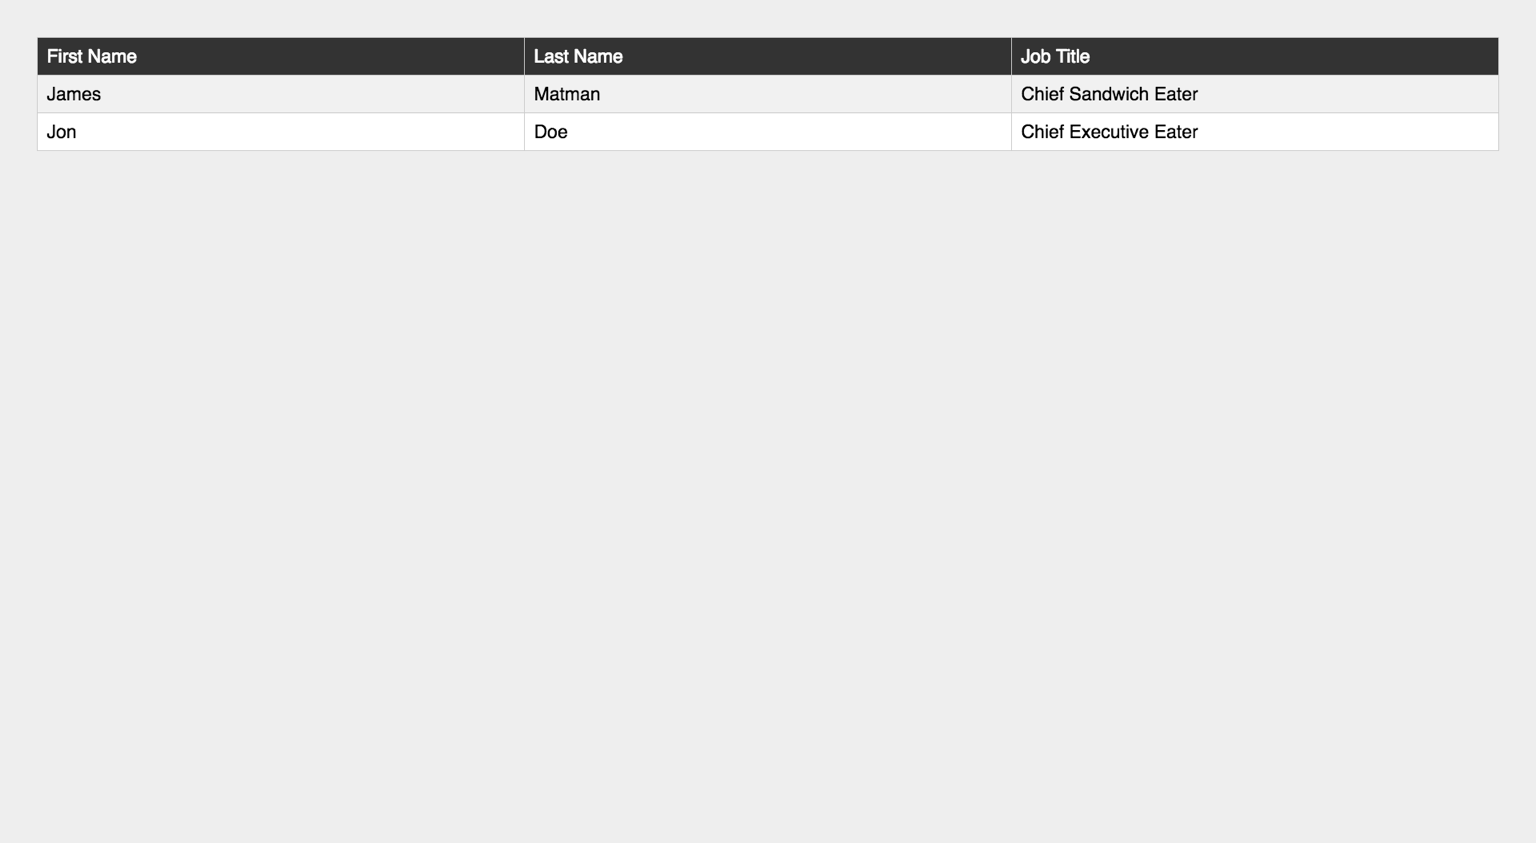 First Name Last Name Job Title
James Matman Chief Sandwich Eater
Jon Doe Chief Executive Eater